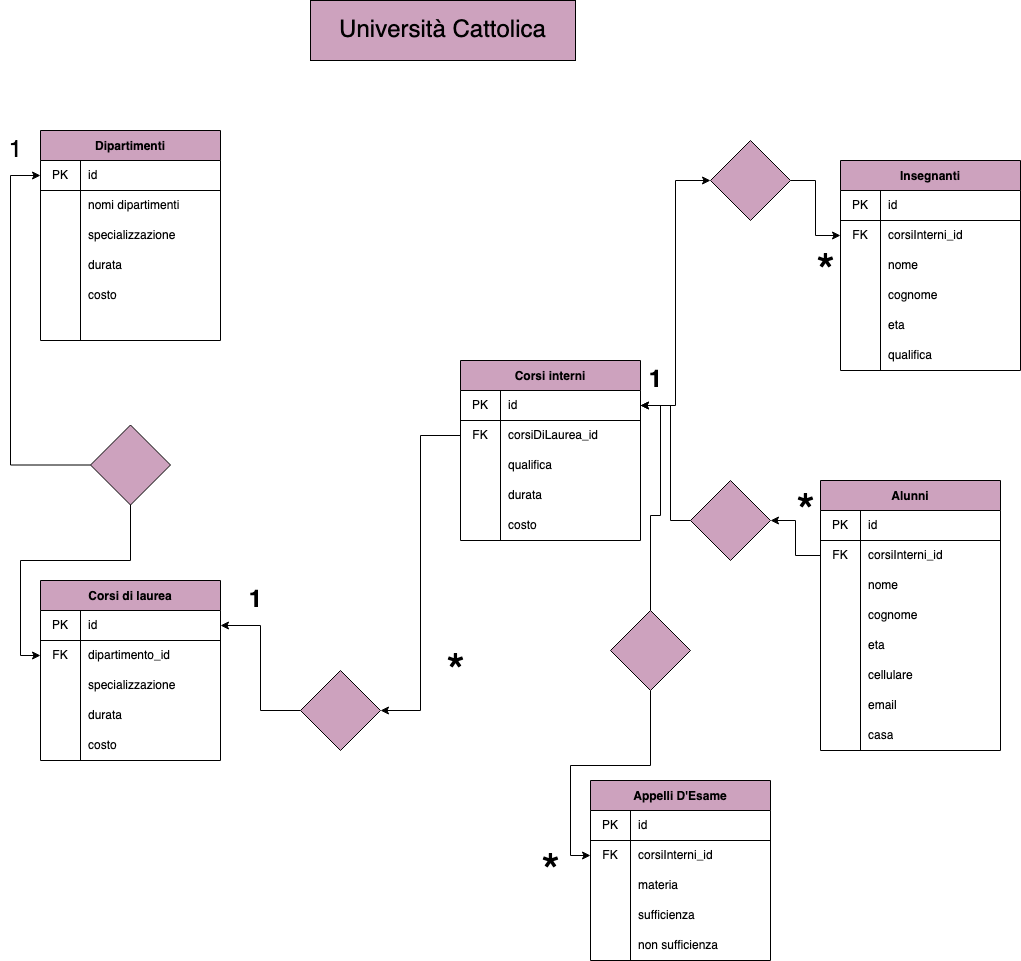 Università Cattolica
1
Dipartimenti
PK id
nomi dipartimenti
specializzazione
durata
costo
Insegnanti
PK id
FK corsiInterni_id
*
nome
cognome
eta
qualifica
Corsi interni
1
PK id
FK corsiDiLaurea_id
qualifica
durata
costo
*
Alunni
PK id
FK corsiInterni_id
nome
cognome
eta
cellulare
email
casa
Corsi di laurea
1
PK id
FK dipartimento_id
*
specializzazione
durata
costo
Appelli D'Esame
PK id
*
FK corsiInterni_id
materia
sufficienza
non sufficienza